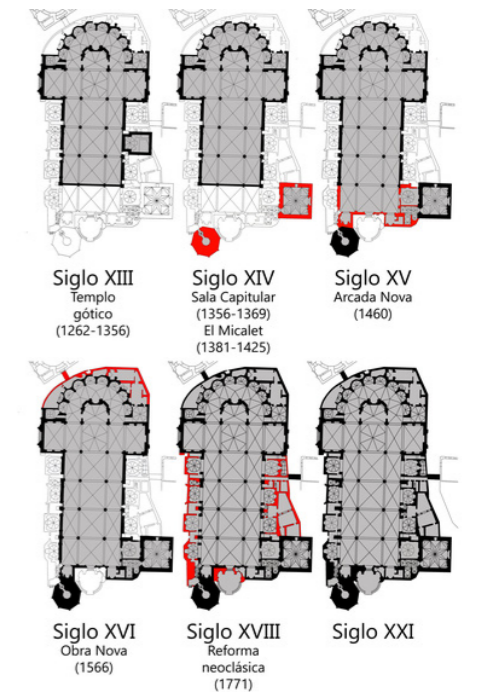 Siglo XIII
Templo
gótico
(1262-1356)
Siglo XIV
Sala Capitular
(1356-1369)
El Micalet
(1381-1425)
Siglo XV
Arcada Nova
(1460)
Siglo XVI
Obra Nova
(1566)
Siglo XVIII
Reforma
neoclásica
(1771)
Siglo XXI